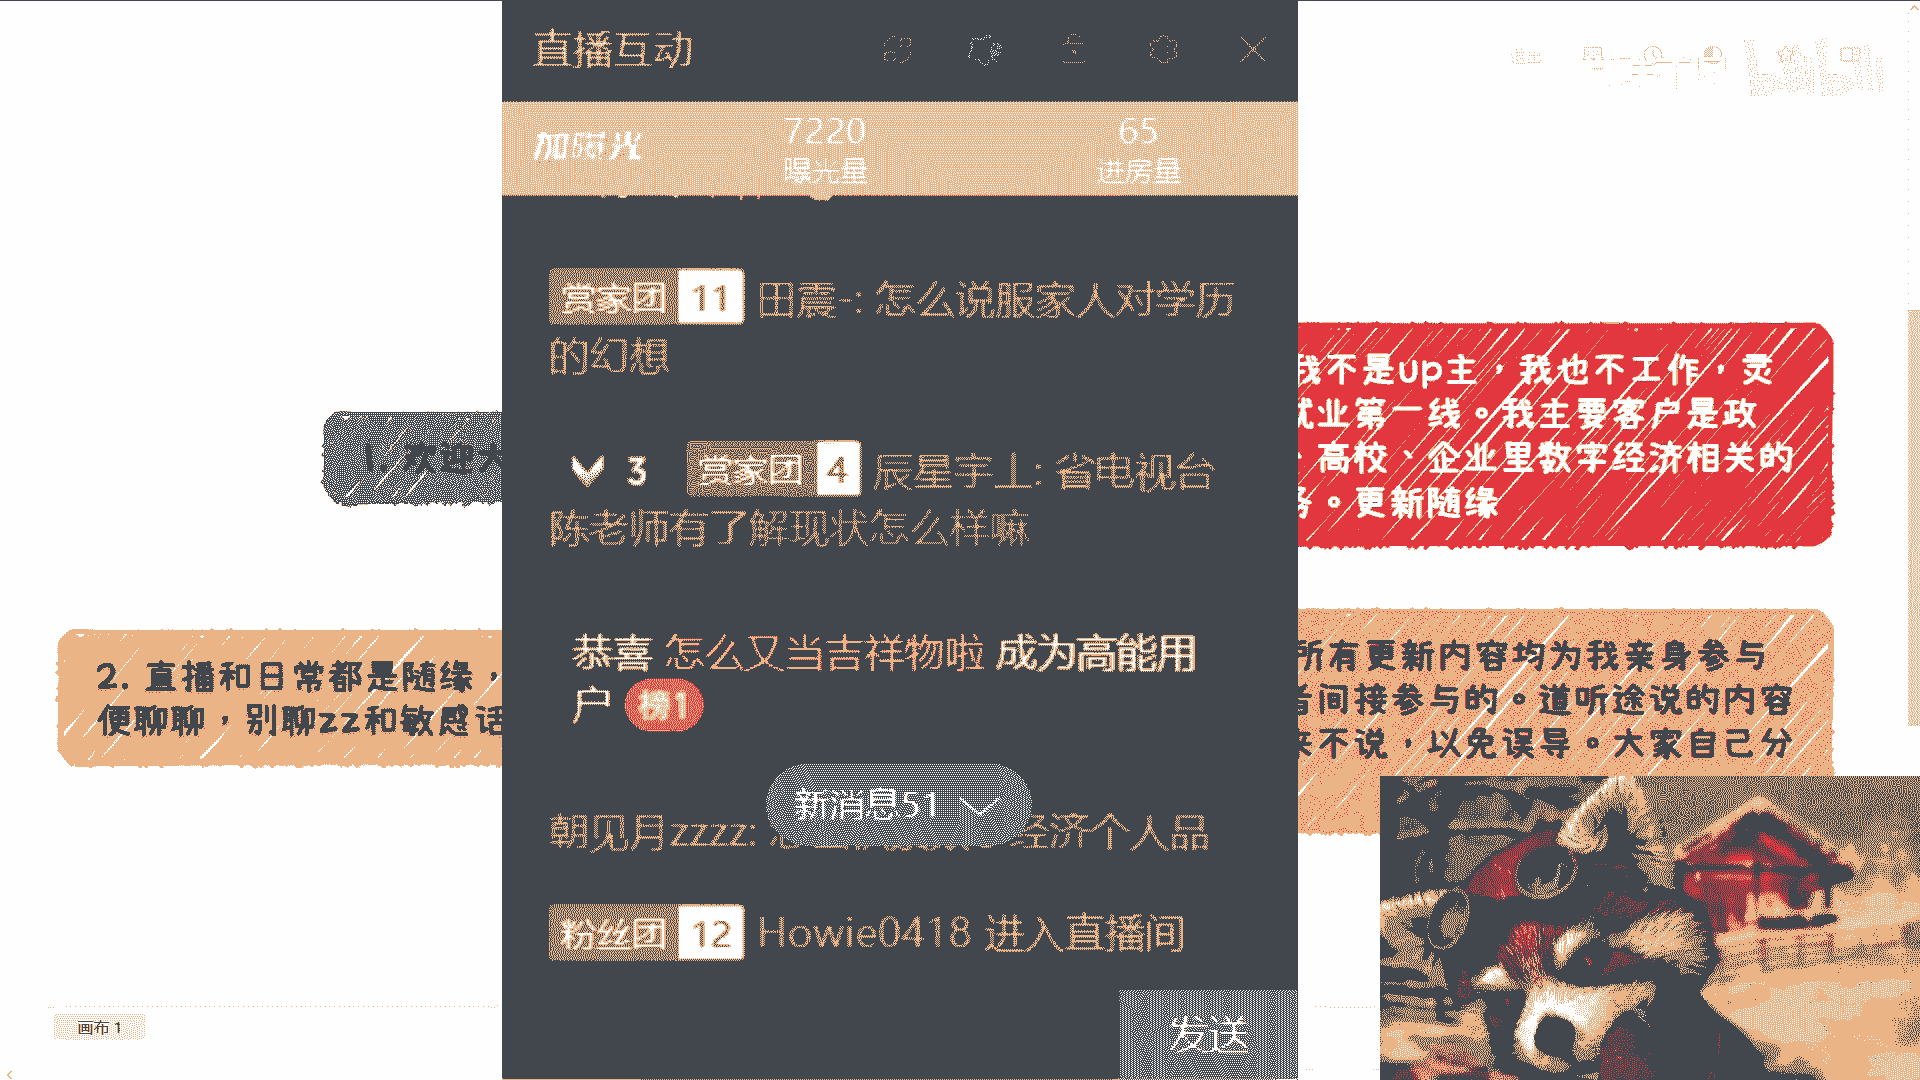 直播互动
加曝光
7220
曝光量
65
进房量
赏家团 11 田震-: 怎么说服家人对学历
的幻想
3 赏家团 4 辰星宇上: 省电视台
陈老师有了解现状怎么样嘛
恭喜 怎么又当吉祥物啦 成为高能用
户 榜1
新消息51
朝见月zzzz:
经济个人品
粉丝团 12 Howie0418 进入直播间
发送
1. 欢迎大
2. 直播和日常都是随缘，
便聊聊，别聊zz和敏感话
我不是up主，我也不工作，灵
就业第一线。我主要客户是政
、高校、企业里数字经济相关的
务。更新随缘
所有更新内容均为我亲身参与
者间接参与的。道听途说的内容
来不说，以免误导。大家自己分
画布 1